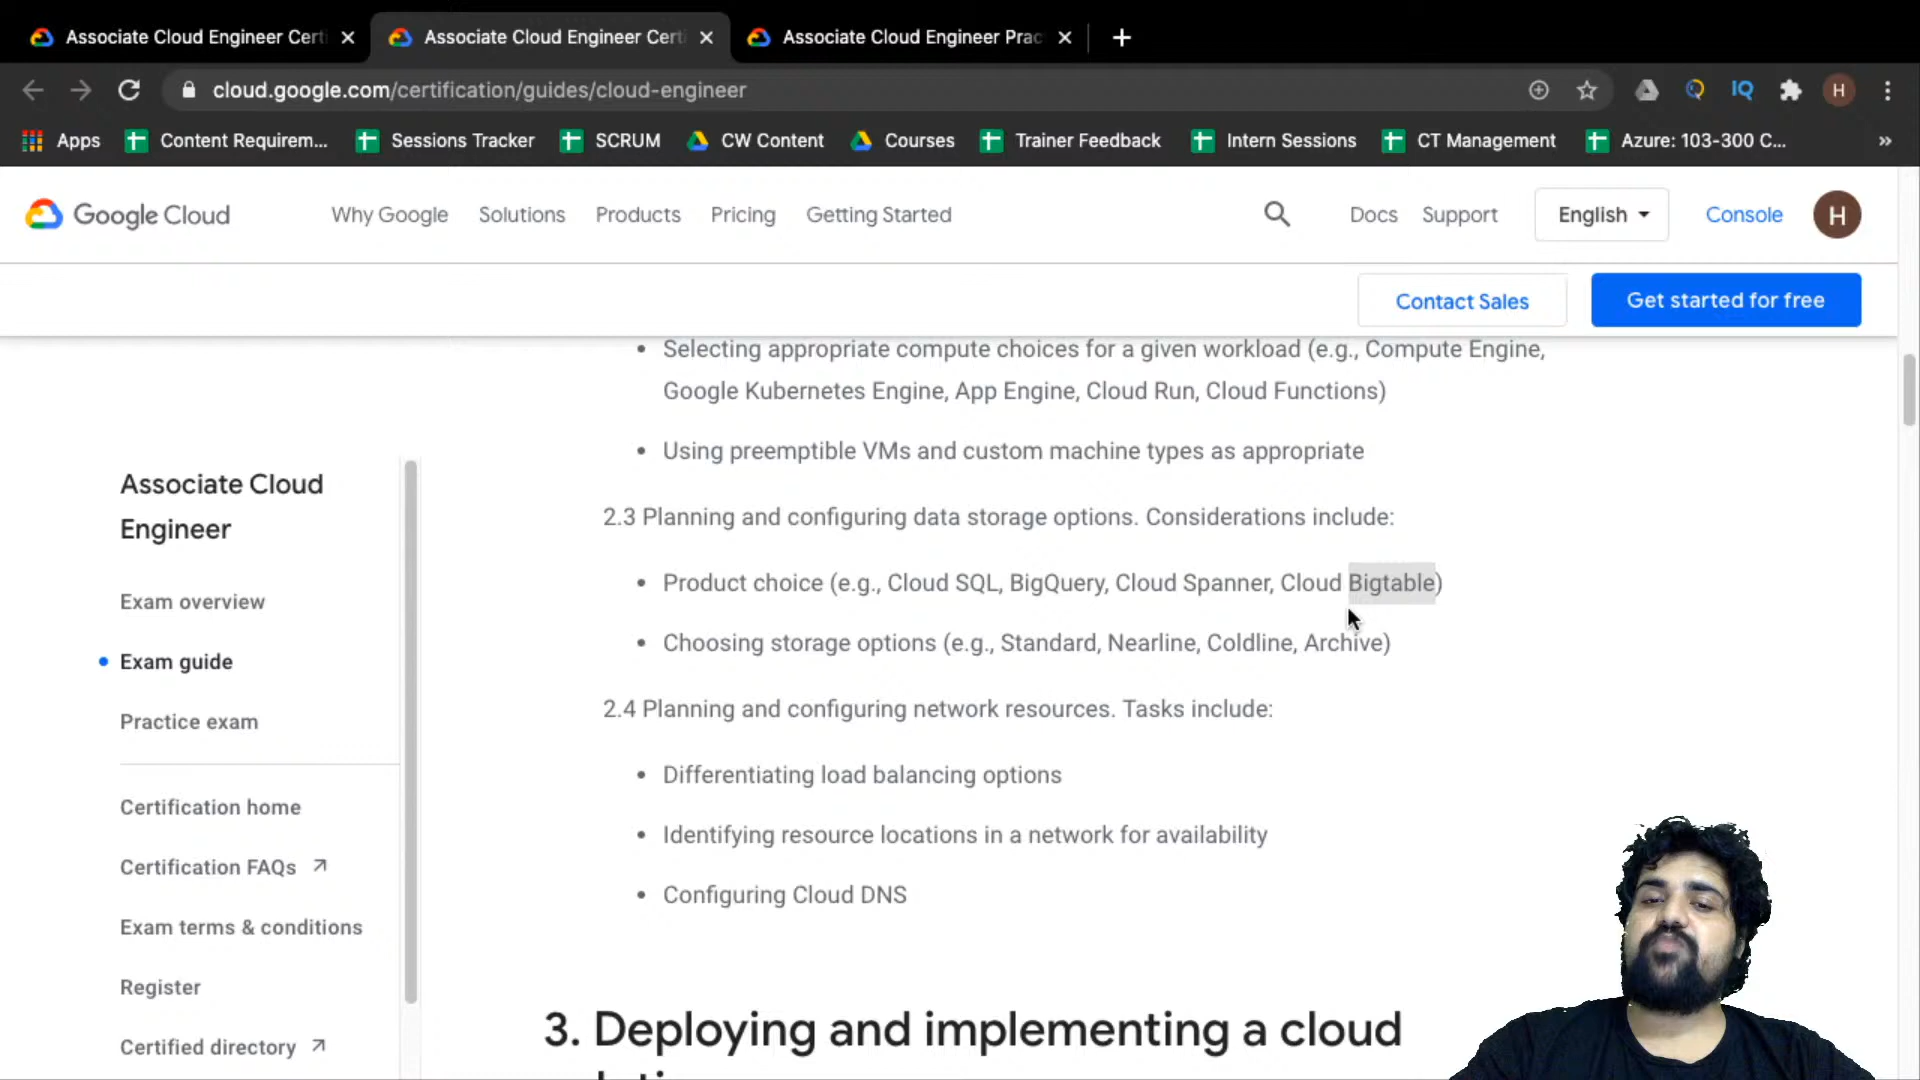 Associate Cloud Engineer Certi
Associate Cloud Engineer Certi
Associate Cloud Engineer Prac
cloud.google.com/certification/guides/cloud-engineer
IQ
H
Apps
Content Requirem...
Sessions Tracker
SCRUM
CW Content
Courses
Trainer Feedback
Intern Sessions
CT Management
Azure: 103-300 C...
»
Google Cloud
Why Google
Solutions
Products
Pricing
Getting Started
Docs
Support
English
Console
H
Contact Sales
Get started for free
• Selecting appropriate compute choices for a given workload (e.g., Compute Engine,
Google Kubernetes Engine, App Engine, Cloud Run, Cloud Functions)
• Using preemptible VMs and custom machine types as appropriate
2.3 Planning and configuring data storage options. Considerations include:
• Product choice (e.g., Cloud SQL, BigQuery, Cloud Spanner, Cloud Bigtable)
• Choosing storage options (e.g., Standard, Nearline, Coldline, Archive)
2.4 Planning and configuring network resources. Tasks include:
• Differentiating load balancing options
• Identifying resource locations in a network for availability
• Configuring Cloud DNS
3. Deploying and implementing a cloud
Associate Cloud
Engineer
Exam overview
Exam guide
Practice exam
Certification home
Certification FAQs
Exam terms & conditions
Register
Certified directory